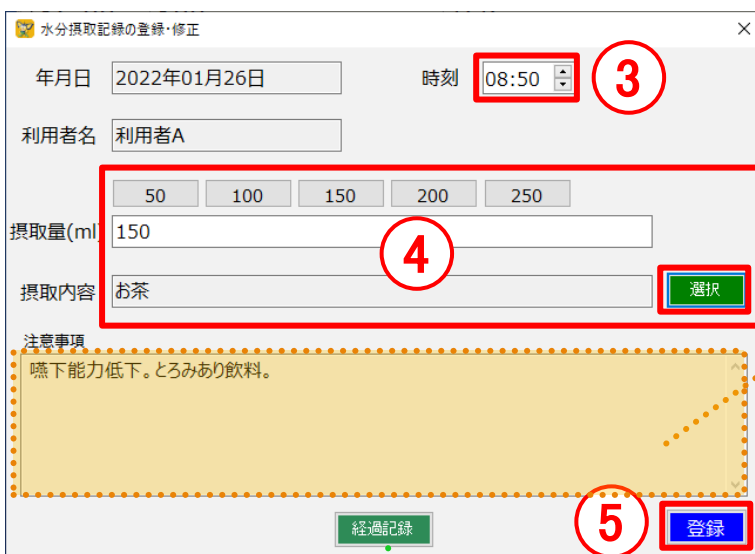 水分摂取記録の登録・修正
年月日 2022年01月26日 時刻 08:50 3
利用者名 利用者A
50 100 150 200 250
摂取量(ml) 150
4
摂取内容 お茶 選択
注意事項
嚥下能力低下。とろみあり飲料。
経過記録 5 登録